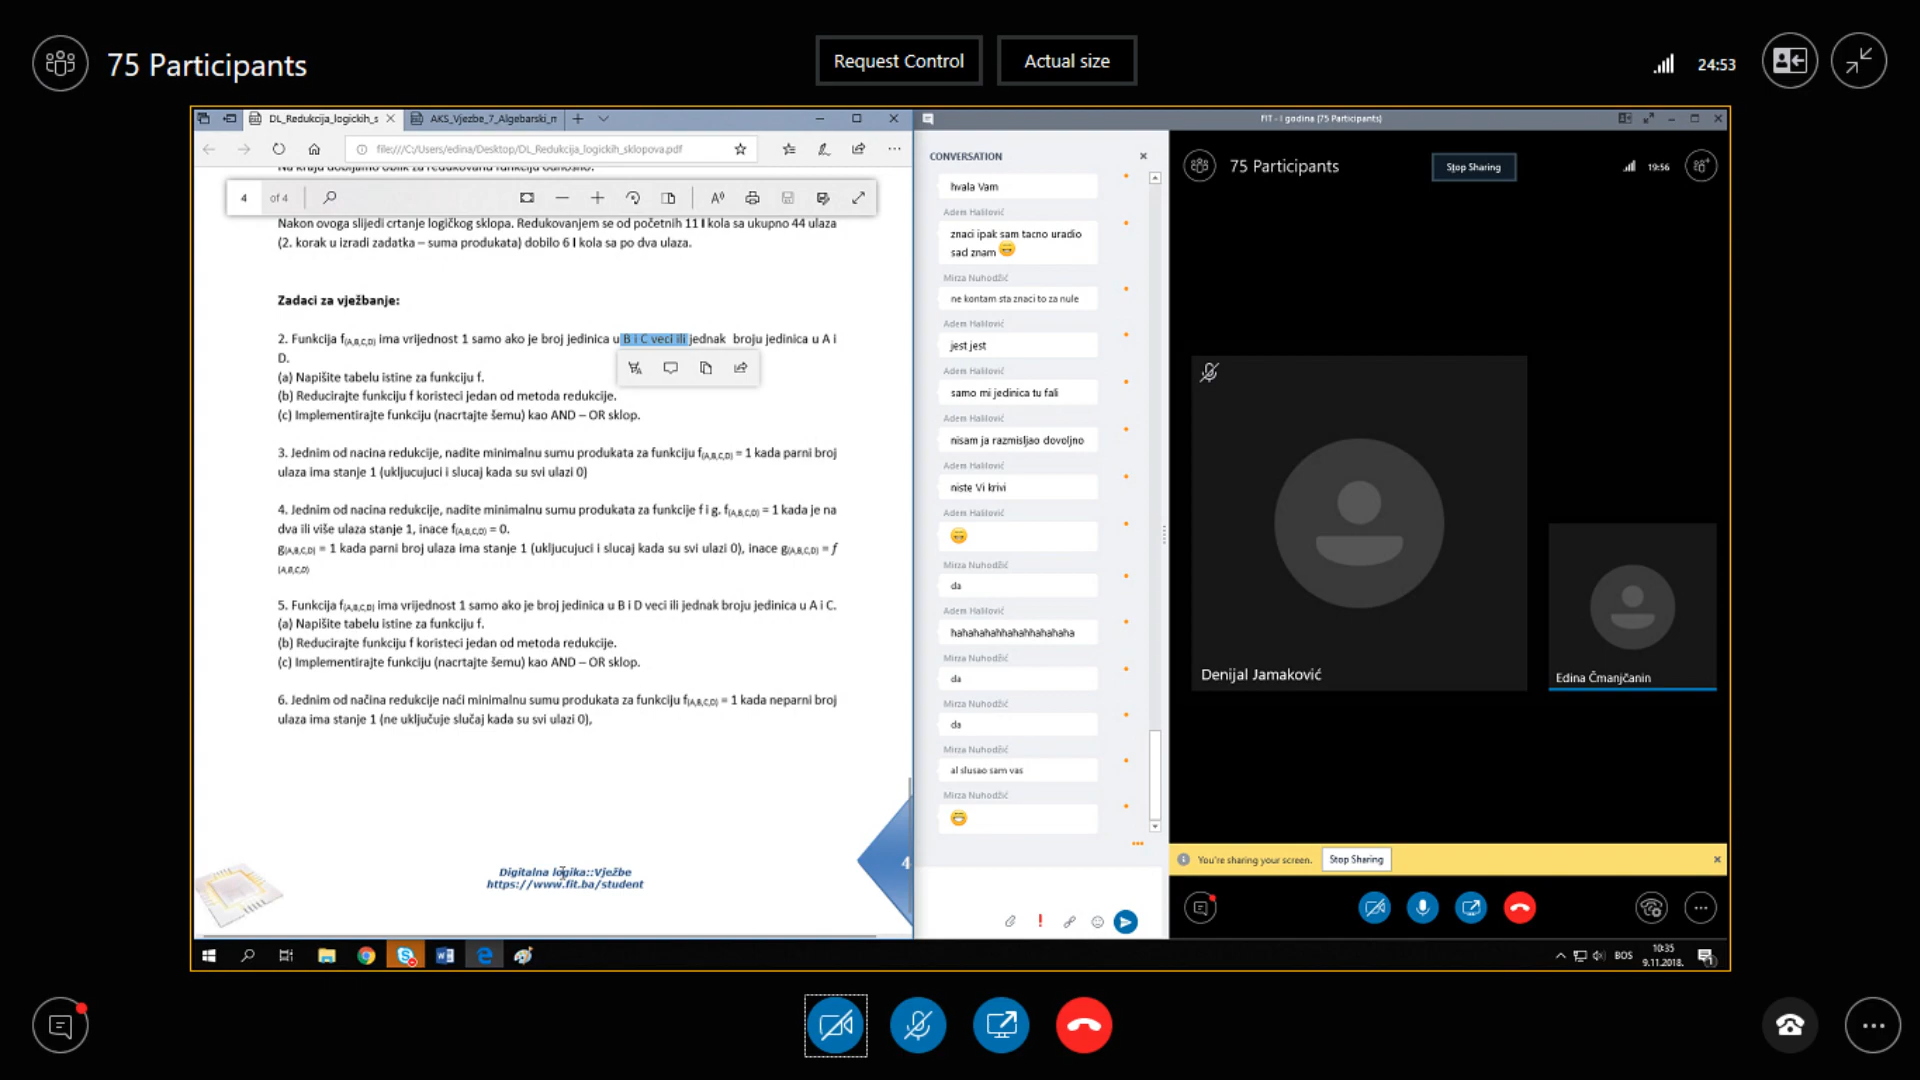 75 Participants
Request Control
Actual size
24:53
DL_Redukcija_logickih_s
AKS_Vjezbe_7_Algebarski_n
file:///C:/Users/edina/Desktop/DL_Redukcija_logickih_sklopova.pdf
4 of 4
Nakon ovoga slijedi crtanje logičkog sklopa. Redukovanjem se od početnih 11 I kola sa ukupno 44 ulaza
(2. korak u izradi zadatka – suma produkata) dobilo 6 I kola sa po dva ulaza.
Zadaci za vježbanje:
2. Funkcija f(A,B,C,D) ima vrijednost 1 samo ako je broj jedinica u B i C veci ili jednak broju jedinica u A i
D.
(a) Napišite tabelu istine za funkciju f.
(b) Reducirajte funkciju f koristeci jedan od metoda redukcije.
(c) Implementirajte funkciju (nacrtajte šemu) kao AND – OR sklop.
3. Jednim od nacina redukcije, nadite minimalnu sumu produkata za funkciju f(A,B,C,D) = 1 kada parni broj
ulaza ima stanje 1 (ukljucujuci i slucaj kada su svi ulazi 0)
4. Jednim od nacina redukcije, nadite minimalnu sumu produkata za funkcije f i g. f(A,B,C,D) = 1 kada je na
dva ili više ulaza stanje 1, inace f(A,B,C,D) = 0.
g(A,B,C,D) = 1 kada parni broj ulaza ima stanje 1 (ukljucujuci i slucaj kada su svi ulazi 0), inace g(A,B,C,D) = f
(A,B,C,D)
5. Funkcija f(A,B,C,D) ima vrijednost 1 samo ako je broj jedinica u B i D veci ili jednak broju jedinica u A i C.
(a) Napišite tabelu istine za funkciju f.
(b) Reducirajte funkciju f koristeci jedan od metoda redukcije.
(c) Implementirajte funkciju (nacrtajte šemu) kao AND – OR sklop.
6. Jednim od načina redukcije naći minimalnu sumu produkata za funkciju f(A,B,C,D) = 1 kada neparni broj
ulaza ima stanje 1 (ne uključuje slučaj kada su svi ulazi 0),
4
Digitalna logika::Vježbe
https://www.fit.ba/student
CONVERSATION
hvala Vam
Adem Halilović
znaci ipak sam tacno uradio
sad znam
Mirza Nuhodžić
ne kontam sta znaci to za nule
Adem Halilović
jest jest
Adem Halilović
samo mi jedinica tu fali
Adem Halilović
nisam ja razmisljao dovoljno
Adem Halilović
niste Vi krivi
Adem Halilović
Mirza Nuhodžić
da
Adem Halilović
hahahahahhahahhahahaha
Mirza Nuhodžić
da
Mirza Nuhodžić
da
Mirza Nuhodžić
al slusao sam vas
Mirza Nuhodžić
FIT - I godina (75 Participants)
75 Participants
Stop Sharing
19:56
Denijal Jamaković
Edina Čmanjčanin
You're sharing your screen.
Stop Sharing
BOS
10:35
9.11.2018.